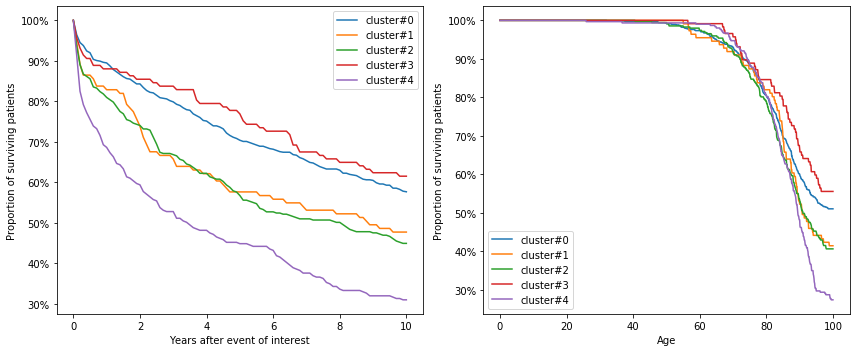 Proportion of surviving patients
100%
90%
80%
70%
60%
50%
40%
30%
cluster#0
cluster#1
cluster#2
cluster#3
cluster#4
0 2 4 6 8 10
Years after event of interest
Proportion of surviving patients
100%
90%
80%
70%
60%
50%
40%
30%
cluster#0
cluster#1
cluster#2
cluster#3
cluster#4
0 20 40 60 80 100
Age